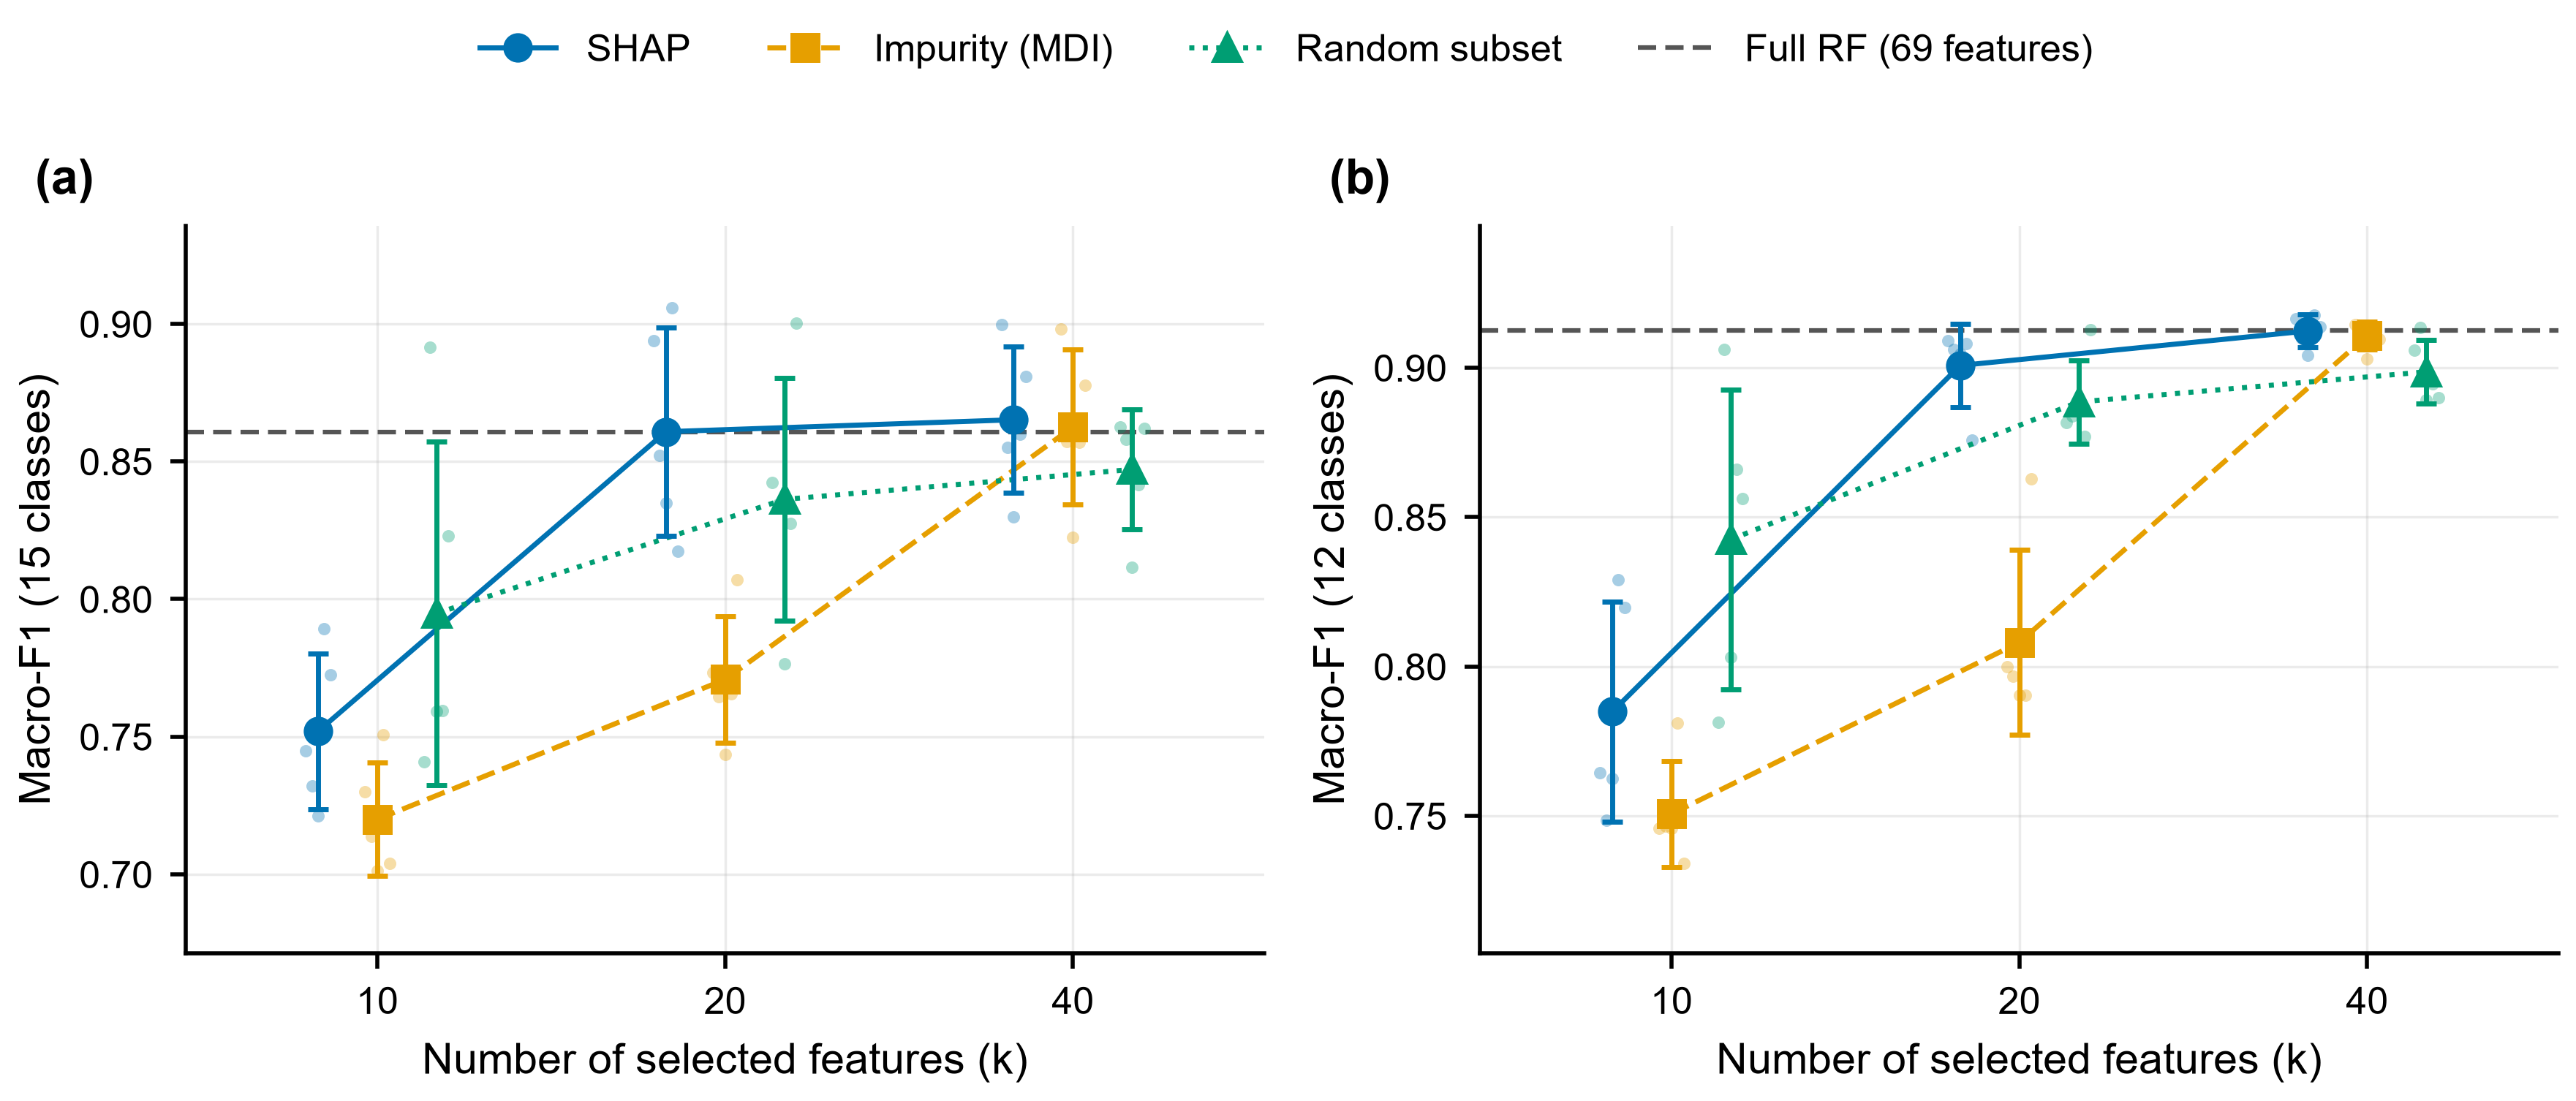 SHAP Impurity (MDI) Random subset Full RF (69 features)
(a)
Macro-F1 (15 classes)
0.90
0.85
0.80
0.75
0.70
10 20 40
Number of selected features (k)
(b)
Macro-F1 (12 classes)
0.90
0.85
0.80
0.75
10 20 40
Number of selected features (k)